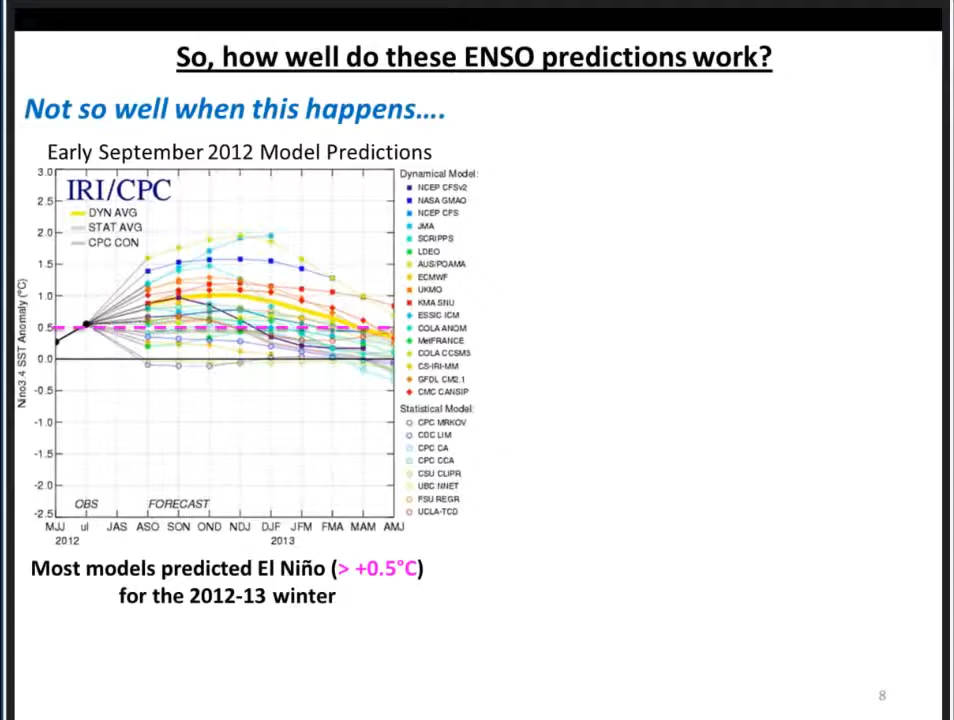 So, how well do these ENSO predictions work?
Not so well when this happens....
Early September 2012 Model Predictions
IRI/CPC
DYN AVG
STAT AVG
CPC CON
3.0
2.5
2.0
1.5
1.0
0.5
0.0
-0.5
-1.0
-1.5
-2.0
-2.5
Nino3.4 SST Anomaly (°C)
OBS
FORECAST
MJJ ul JAS ASO SON OND NDJ DJF JFM FMA MAM AMJ
2012 2013
Dynamical Model:
NCEP CFSv2
NASA GMAO
NCEP CFS
JMA
SCRIPPS
LDEO
AUS/POAMA
ECMWF
UKMO
KMA SNU
ESSIC ICM
COLA ANOM
MetFRANCE
COLA CCSM3
CS-IRI-MM
GFDL CM2.1
CMC CANSIP
Statistical Model:
CPC MRKOV
CDC LIM
CPC CA
CPC CCA
CSU CLIPR
UBC NNET
FSU REGR
UCLA-TCD
Most models predicted El Niño (> +0.5°C)
for the 2012-13 winter
8